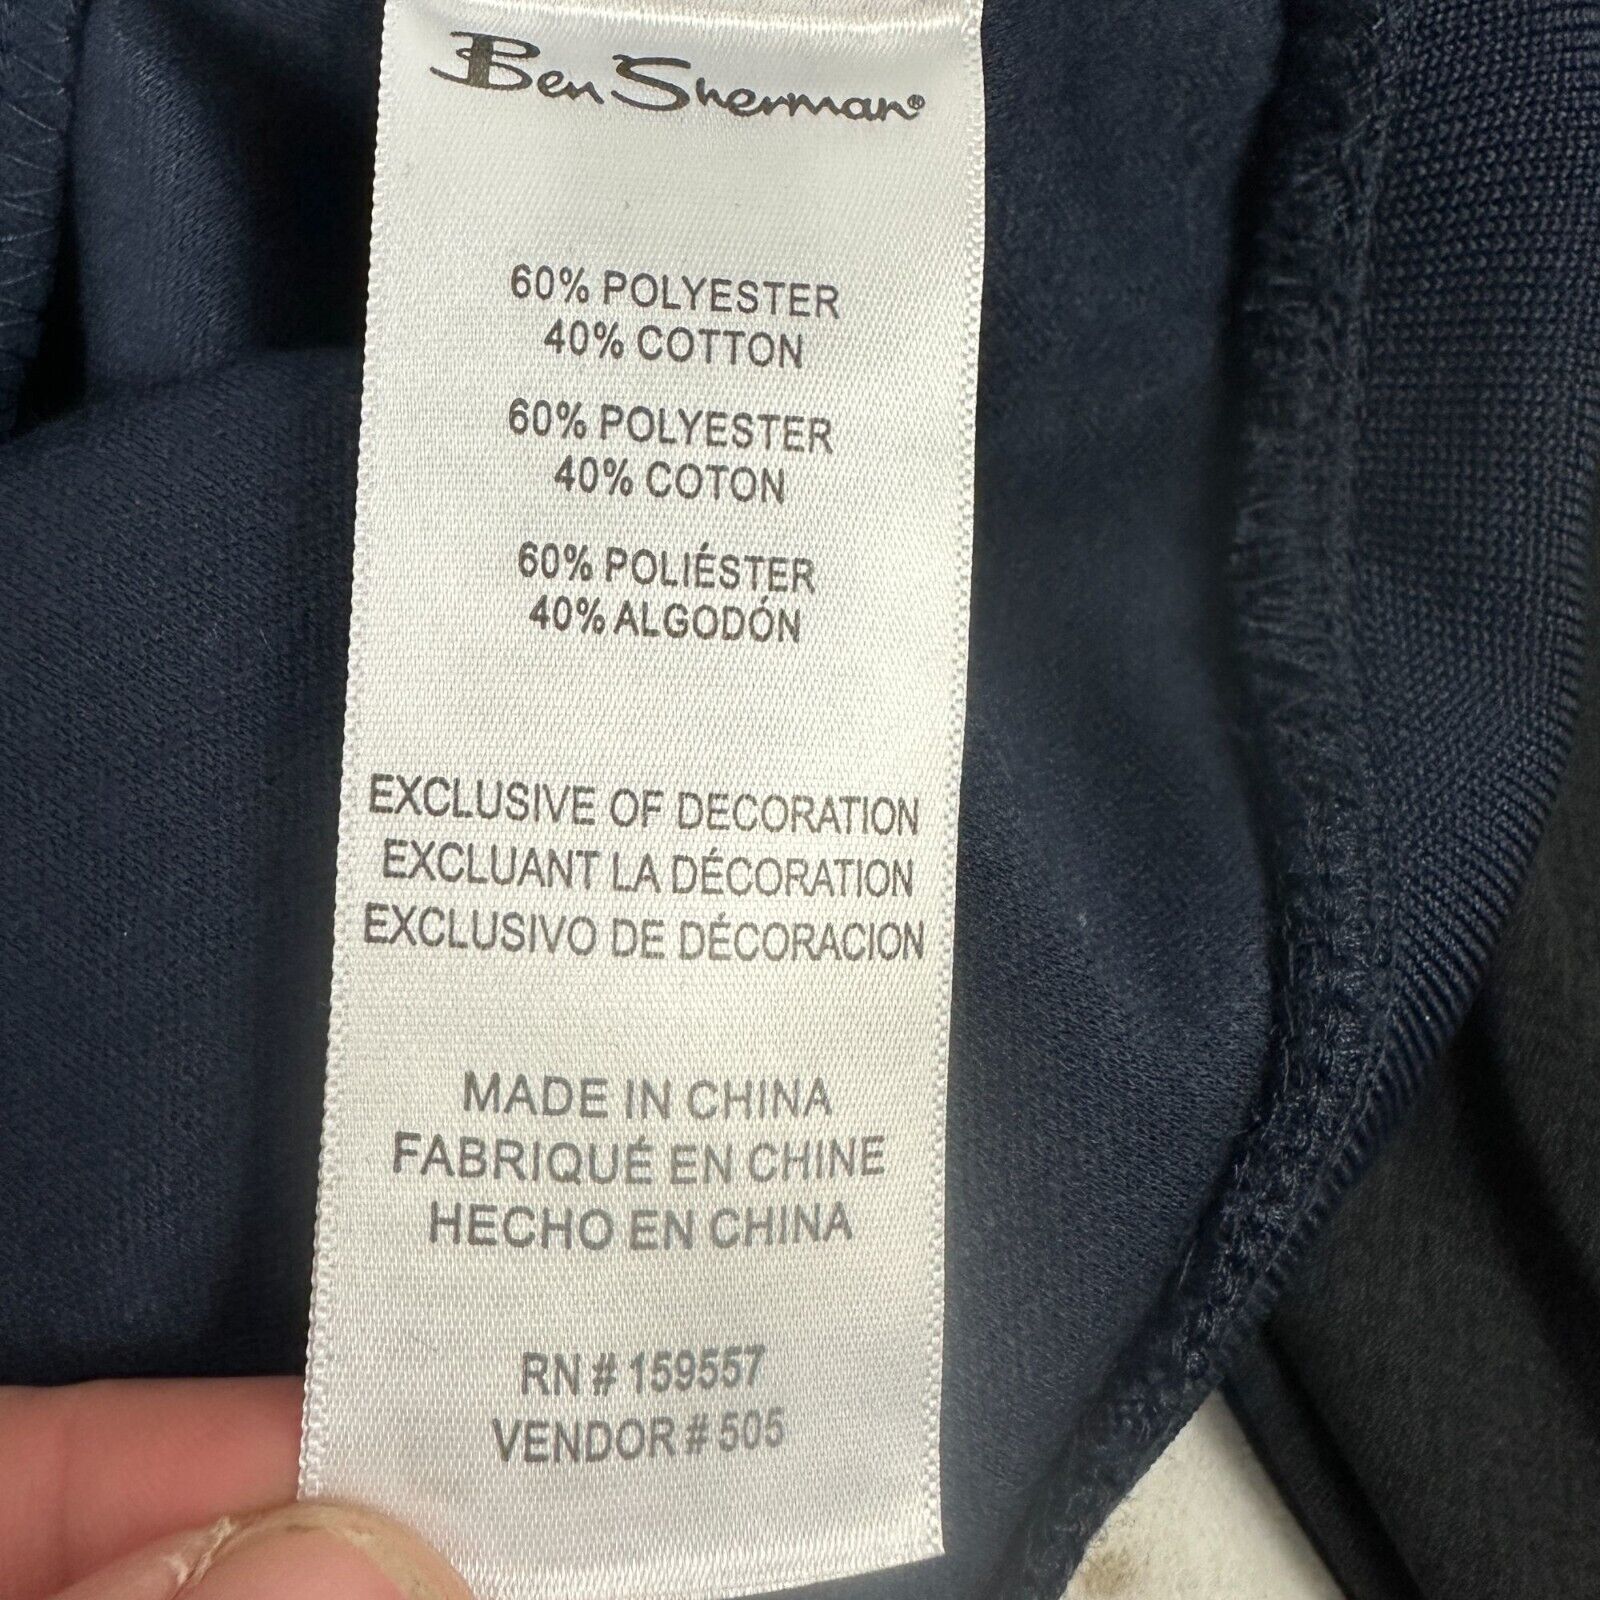 Ben Sherman®
60% POLYESTER
40% COTTON
60% POLYESTER
40% COTON
60% POLIÉSTER
40% ALGODÓN
EXCLUSIVE OF DECORATION
EXCLUANT LA DÉCORATION
EXCLUSIVO DE DÉCORACION
MADE IN CHINA
FABRIQUÉ EN CHINE
HECHO EN CHINA
RN # 159557
VENDOR # 505